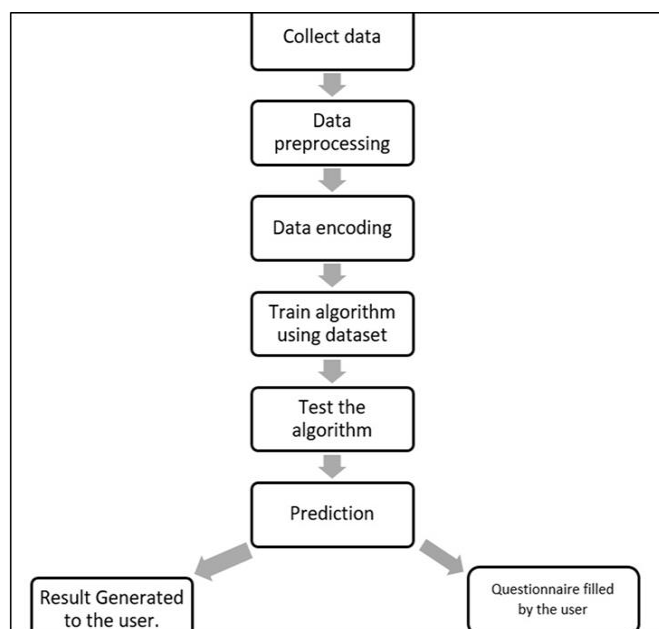 Collect data
Data
preprocessing
Data encoding
Train algorithm
using dataset
Test the
algorithm
Prediction
Result Generated
to the user.
Questionnaire filled
by the user